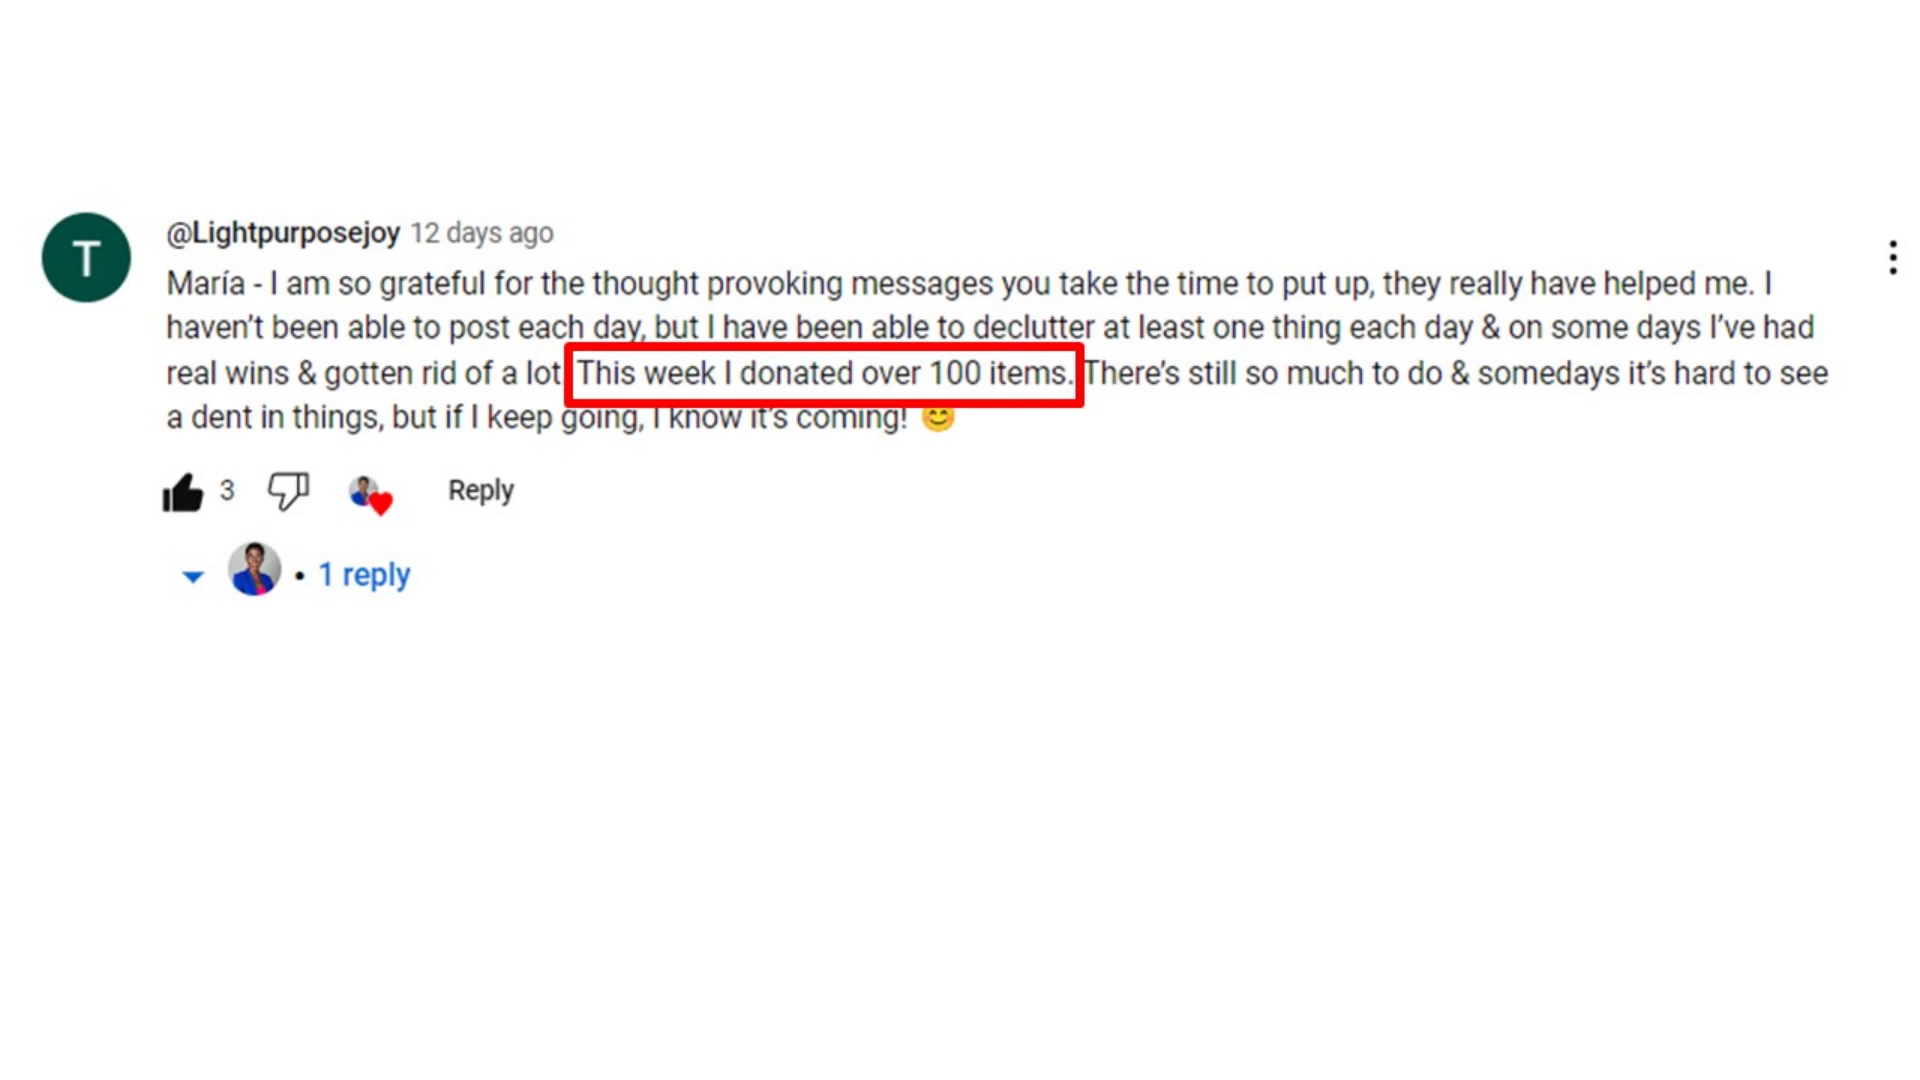 T
@Lightpurposejoy 12 days ago
María - I am so grateful for the thought provoking messages you take the time to put up, they really have helped me. I
haven’t been able to post each day, but I have been able to declutter at least one thing each day & on some days I’ve had
real wins & gotten rid of a lot This week I donated over 100 items. There’s still so much to do & somedays it’s hard to see
a dent in things, but if I keep going, I know it’s coming! 😊
3 Reply
• 1 reply